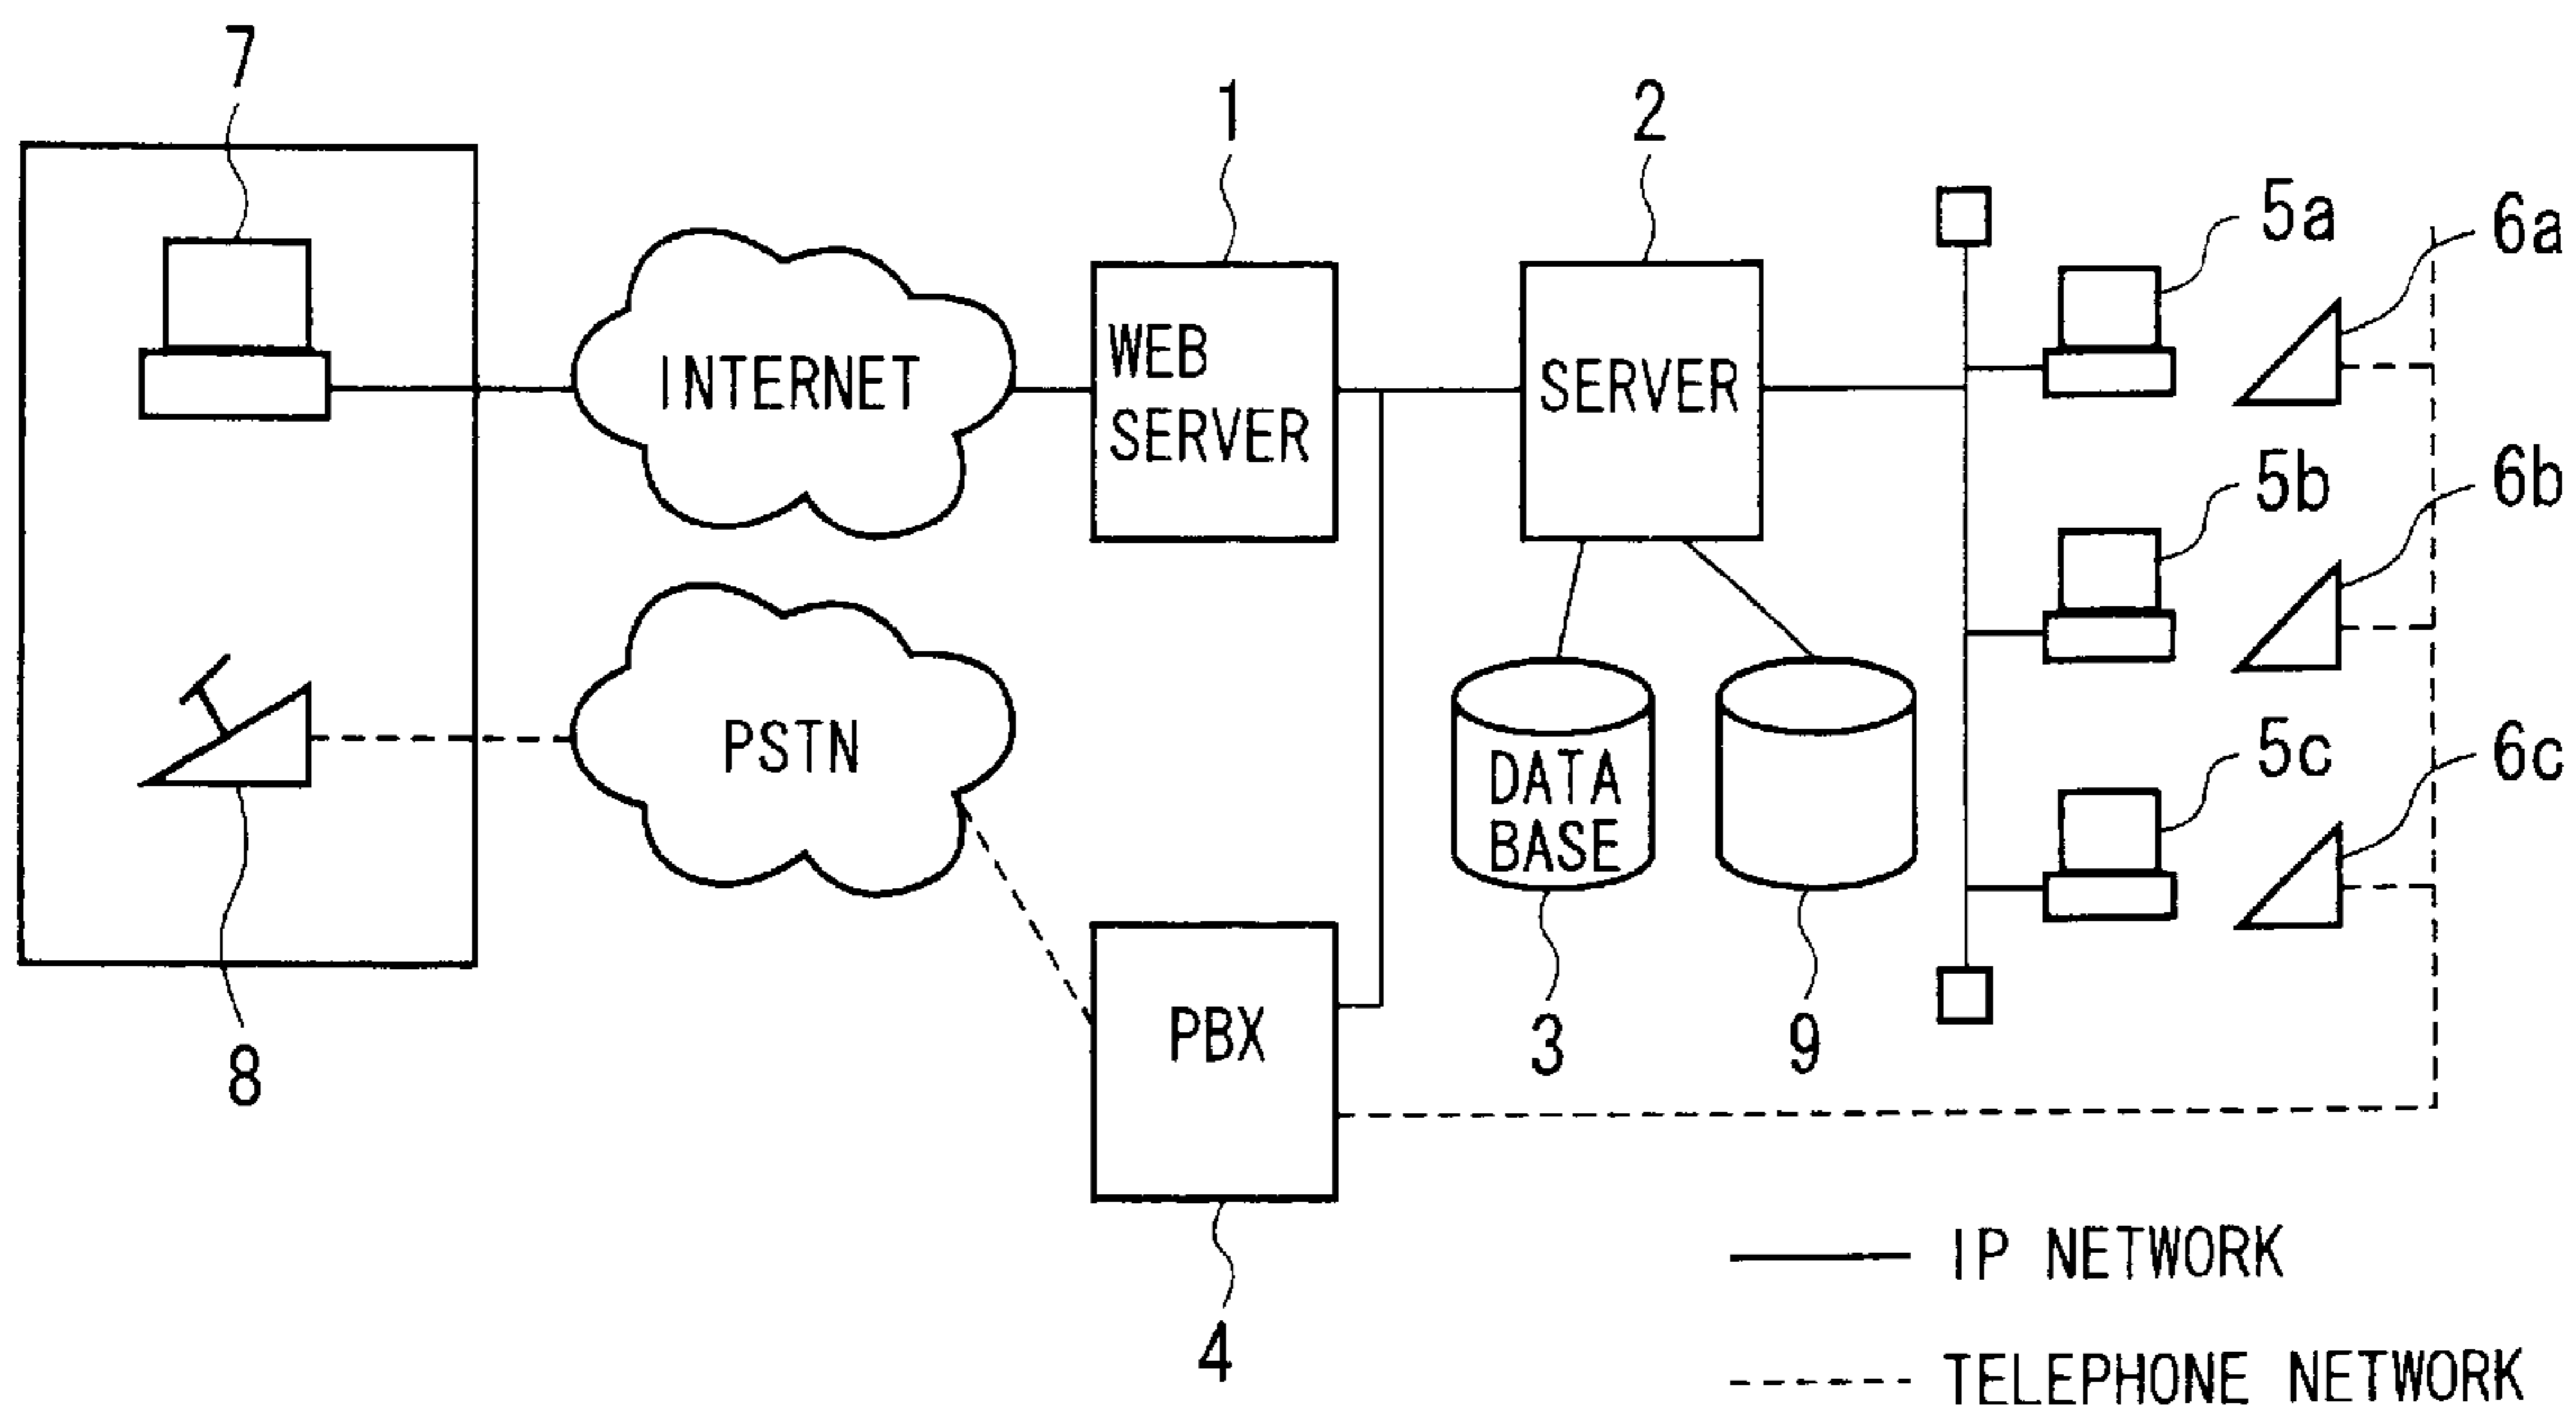 7
1
2
5a
6a
INTERNET
WEB
SERVER
SERVER
5b
6b
PSTN
DATA
BASE
5c
6c
8
PBX
3
9
4
IP NETWORK
TELEPHONE NETWORK